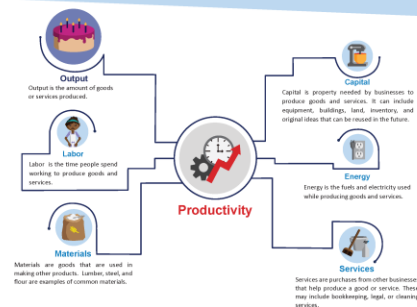 Output
Output is the amount of goods
or services produced.
Labor
Labor is the time people spend
working to produce goods and
services.
Materials
Materials are goods that are used in
making other products. Lumber, steel, and
flour are examples of common materials.
Productivity
Capital
Capital is property needed by businesses to
produce goods and services. It can include
equipment, buildings, land, inventory, and
original ideas that can be reused in the future.
Energy
Energy is the fuels and electricity used
while producing goods and services.
Services
Services are purchases from other businesses
that help produce a good or service. These
may include bookkeeping, legal, or cleaning
services.